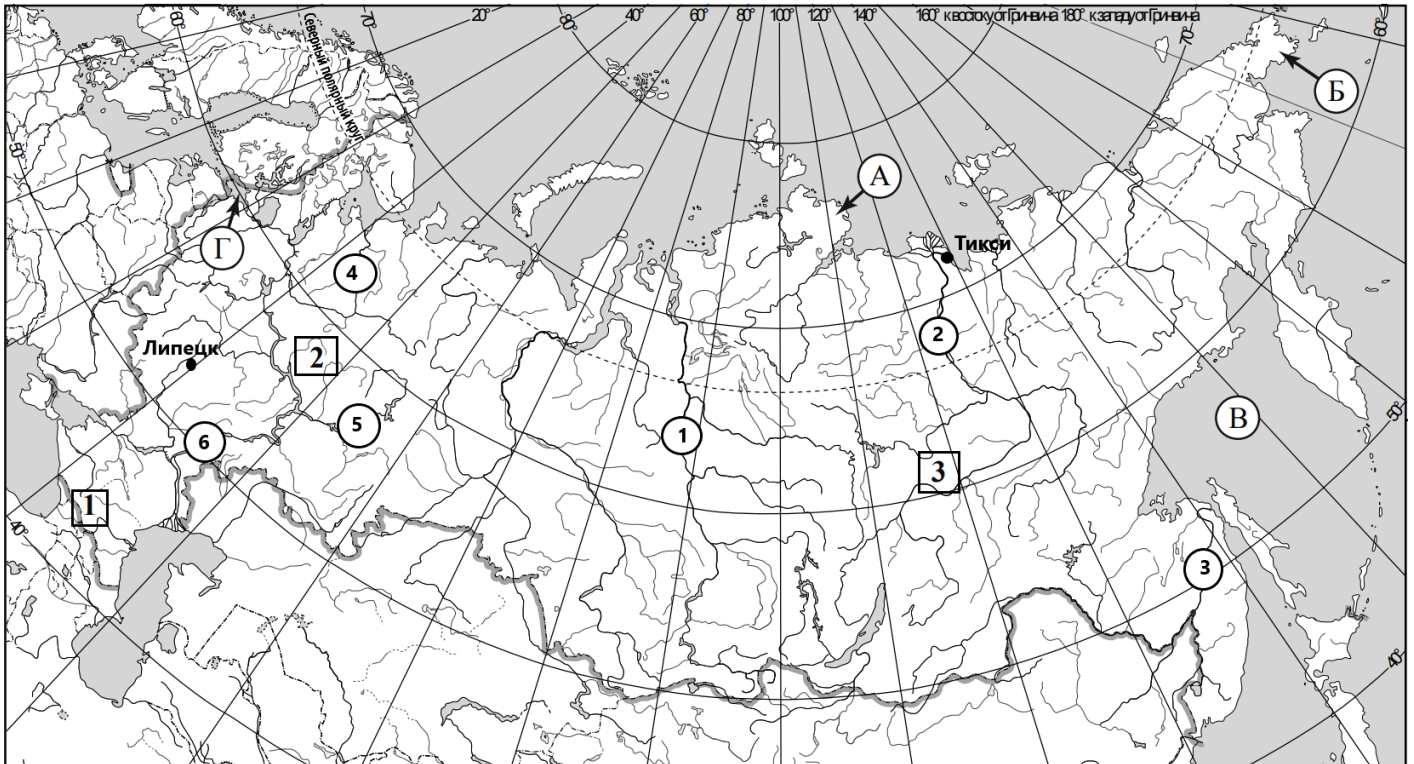 60° 70° 20° 80° 40° 60° 80° 100° 120° 140° 160° к востоку от Гринвича 180° к западу от Гринвича 70° 60°
Северный полярный круг
Б
50°
А
Г
Тикси
4
2
Липецк
2
50°
В
5
1
6
3
1
40°
3
40°